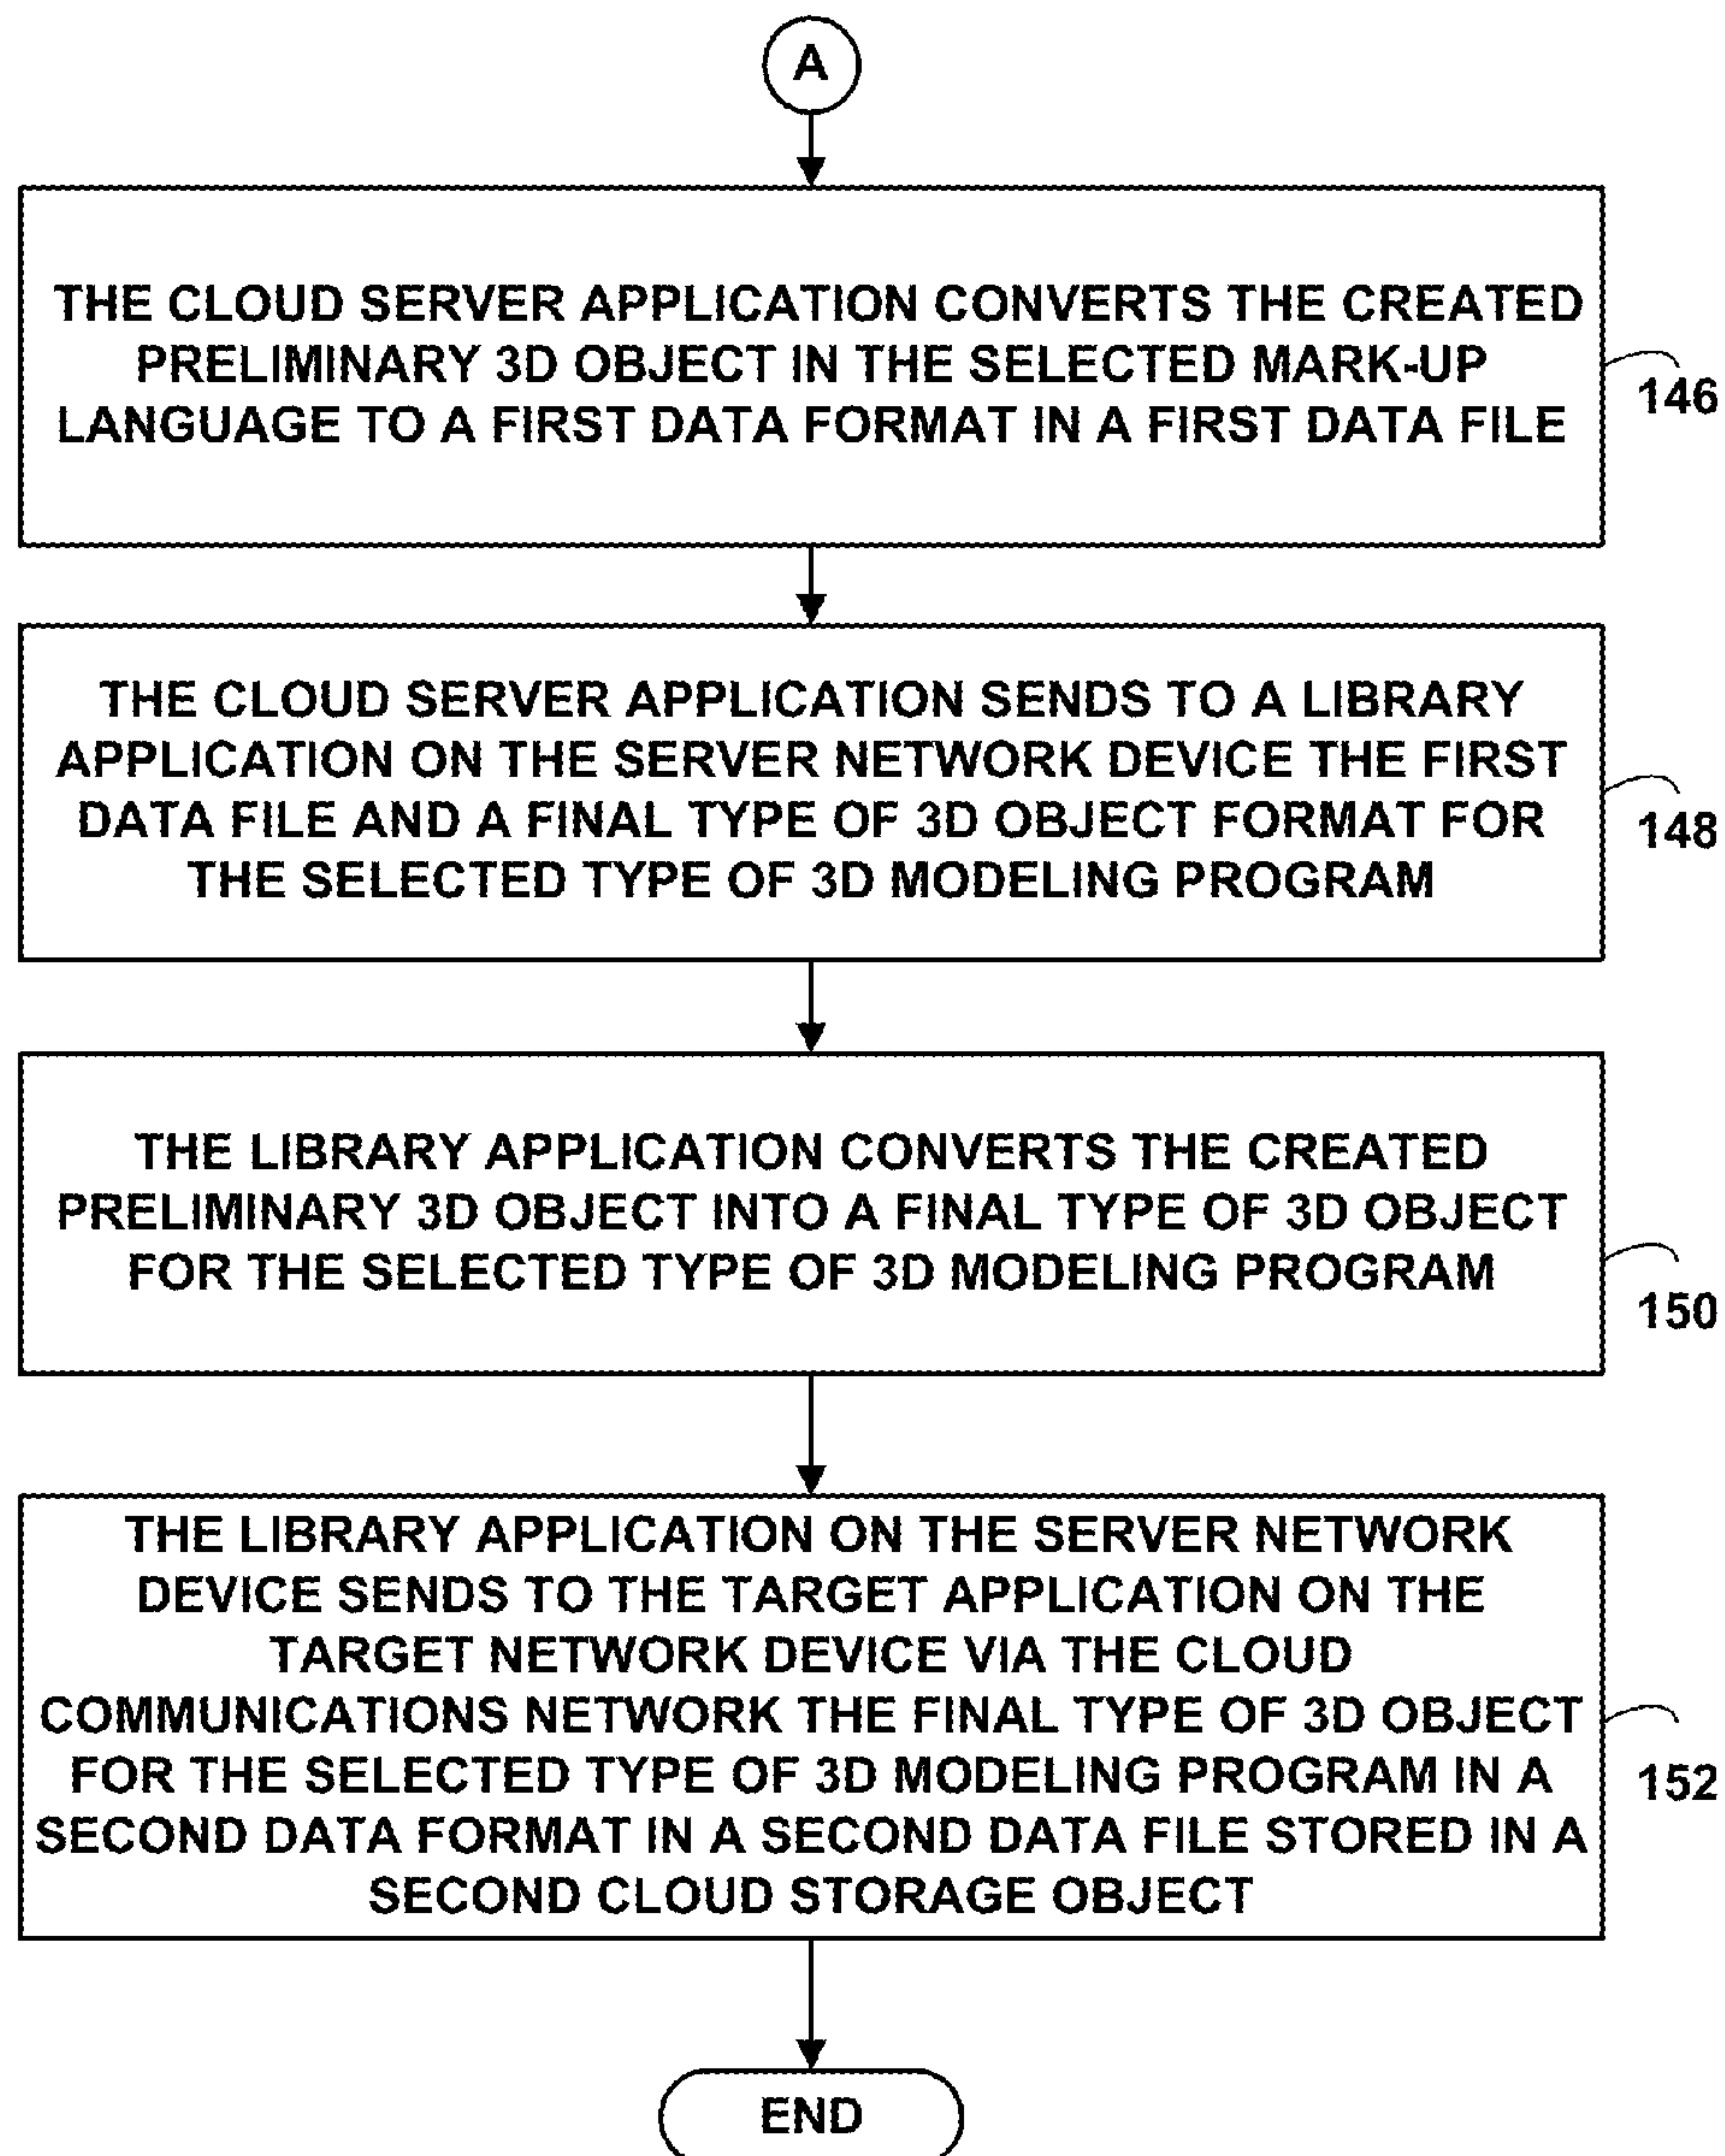 A
THE CLOUD SERVER APPLICATION CONVERTS THE CREATED
PRELIMINARY 3D OBJECT IN THE SELECTED MARK-UP
LANGUAGE TO A FIRST DATA FORMAT IN A FIRST DATA FILE
146
THE CLOUD SERVER APPLICATION SENDS TO A LIBRARY
APPLICATION ON THE SERVER NETWORK DEVICE THE FIRST
DATA FILE AND A FINAL TYPE OF 3D OBJECT FORMAT FOR
THE SELECTED TYPE OF 3D MODELING PROGRAM
148
THE LIBRARY APPLICATION CONVERTS THE CREATED
PRELIMINARY 3D OBJECT INTO A FINAL TYPE OF 3D OBJECT
FOR THE SELECTED TYPE OF 3D MODELING PROGRAM
150
THE LIBRARY APPLICATION ON THE SERVER NETWORK
DEVICE SENDS TO THE TARGET APPLICATION ON THE
TARGET NETWORK DEVICE VIA THE CLOUD
COMMUNICATIONS NETWORK THE FINAL TYPE OF 3D OBJECT
FOR THE SELECTED TYPE OF 3D MODELING PROGRAM IN A
SECOND DATA FORMAT IN A SECOND DATA FILE STORED IN A
SECOND CLOUD STORAGE OBJECT
152
END